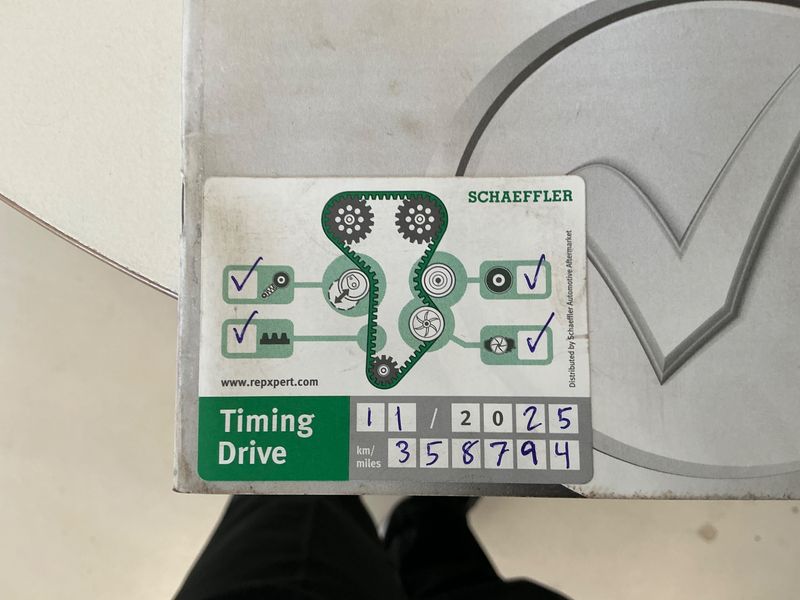 SCHAEFFLER
Distributed by Schaeffler Automotive Aftermarket
www.repxpert.com
Timing
Drive
11/2025
km/
miles
358794